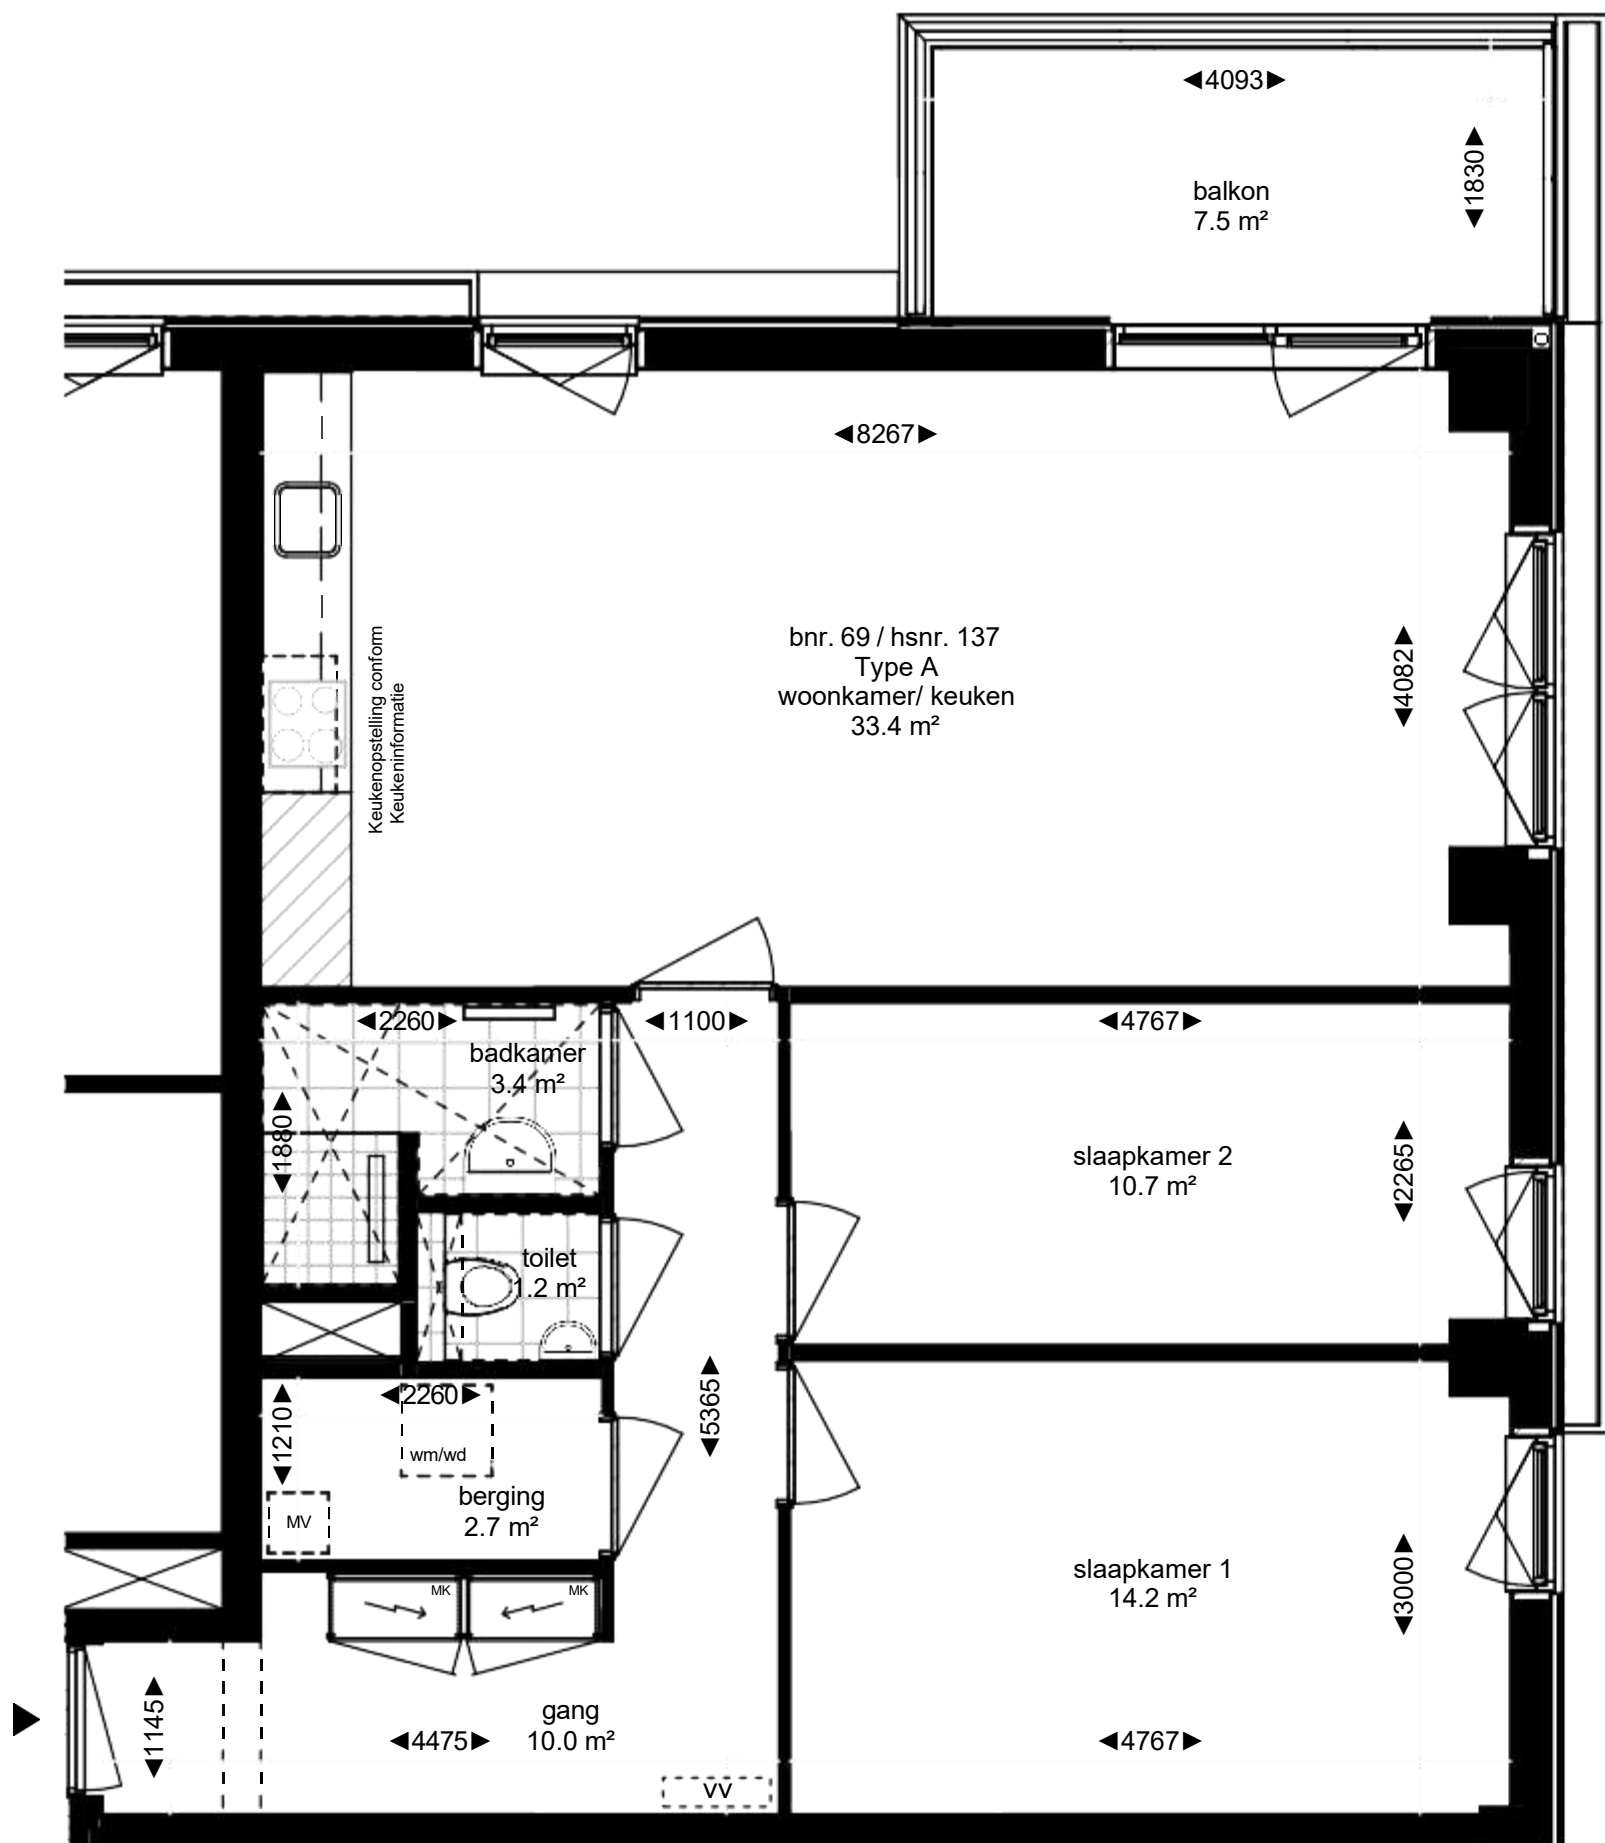 4093
1830
balkon
7.5 m²
8267
bnr. 69 / hsnr. 137
Type A
woonkamer/ keuken
33.4 m²
4082
Keukenopstelling conform
Keukeninformatie
2260
1100
4767
badkamer
3.4 m²
1880
slaapkamer 2
10.7 m²
2265
toilet
1.2 m²
2260
1210
wm/wd
5365
berging
2.7 m²
MV
MK
MK
slaapkamer 1
14.2 m²
3000
1145
4475
gang
10.0 m²
4767
VV